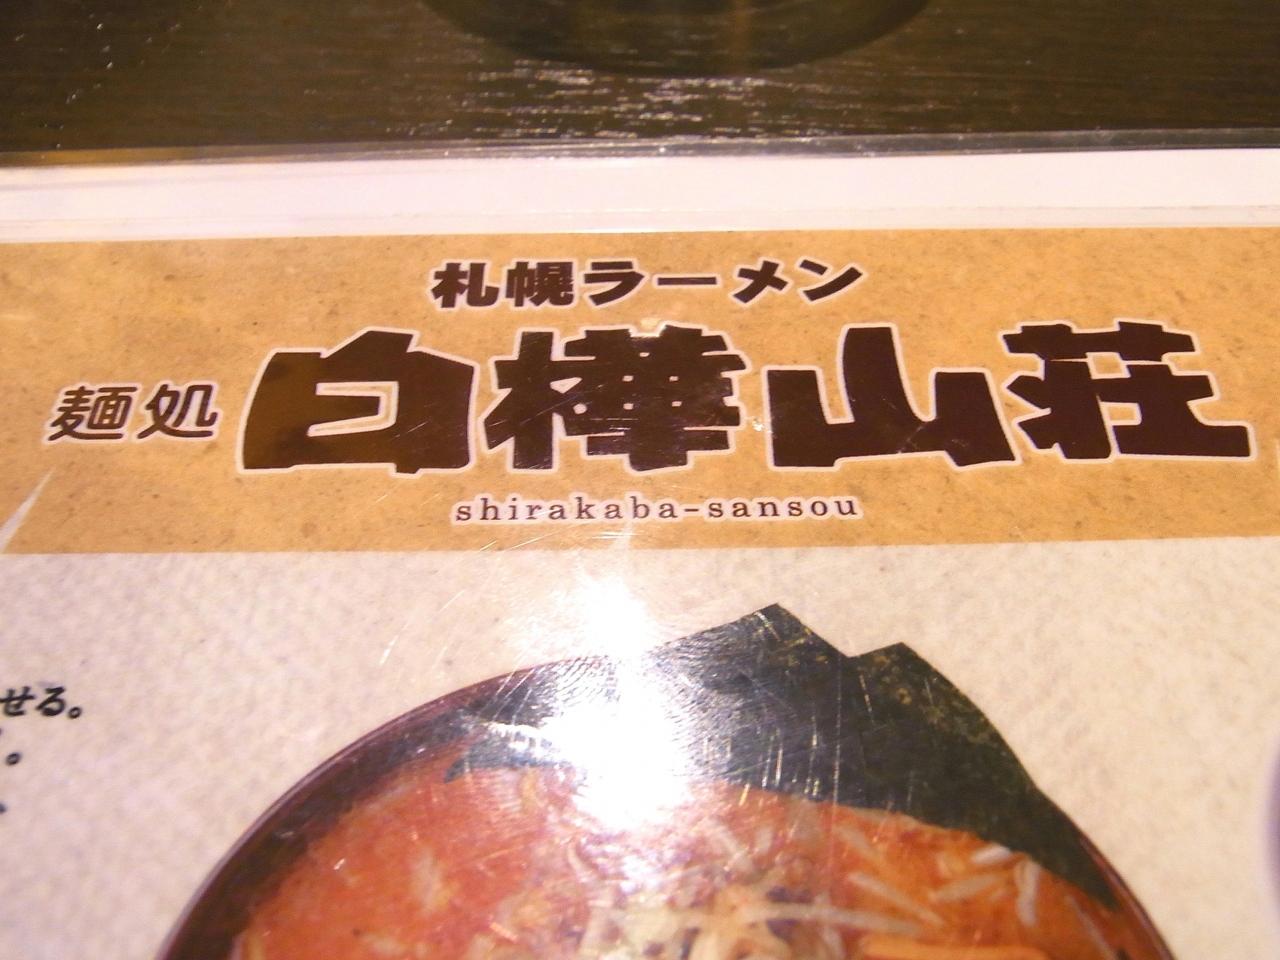 札幌ラーメン
麺処 白樺山荘
shirakaba-sansou
せる。